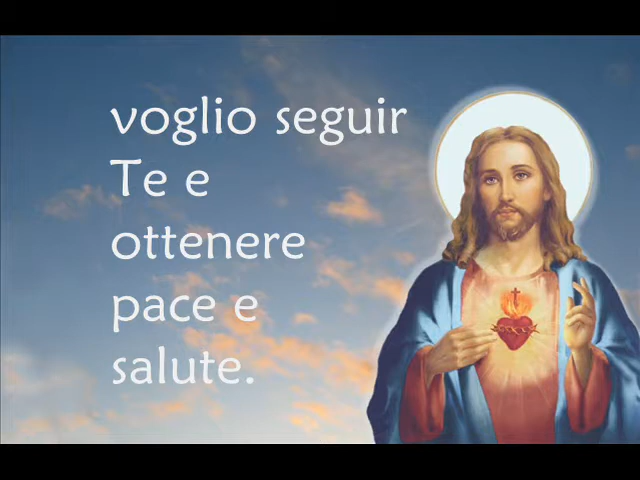 voglio seguir
Te e
ottenere
pace e
salute.